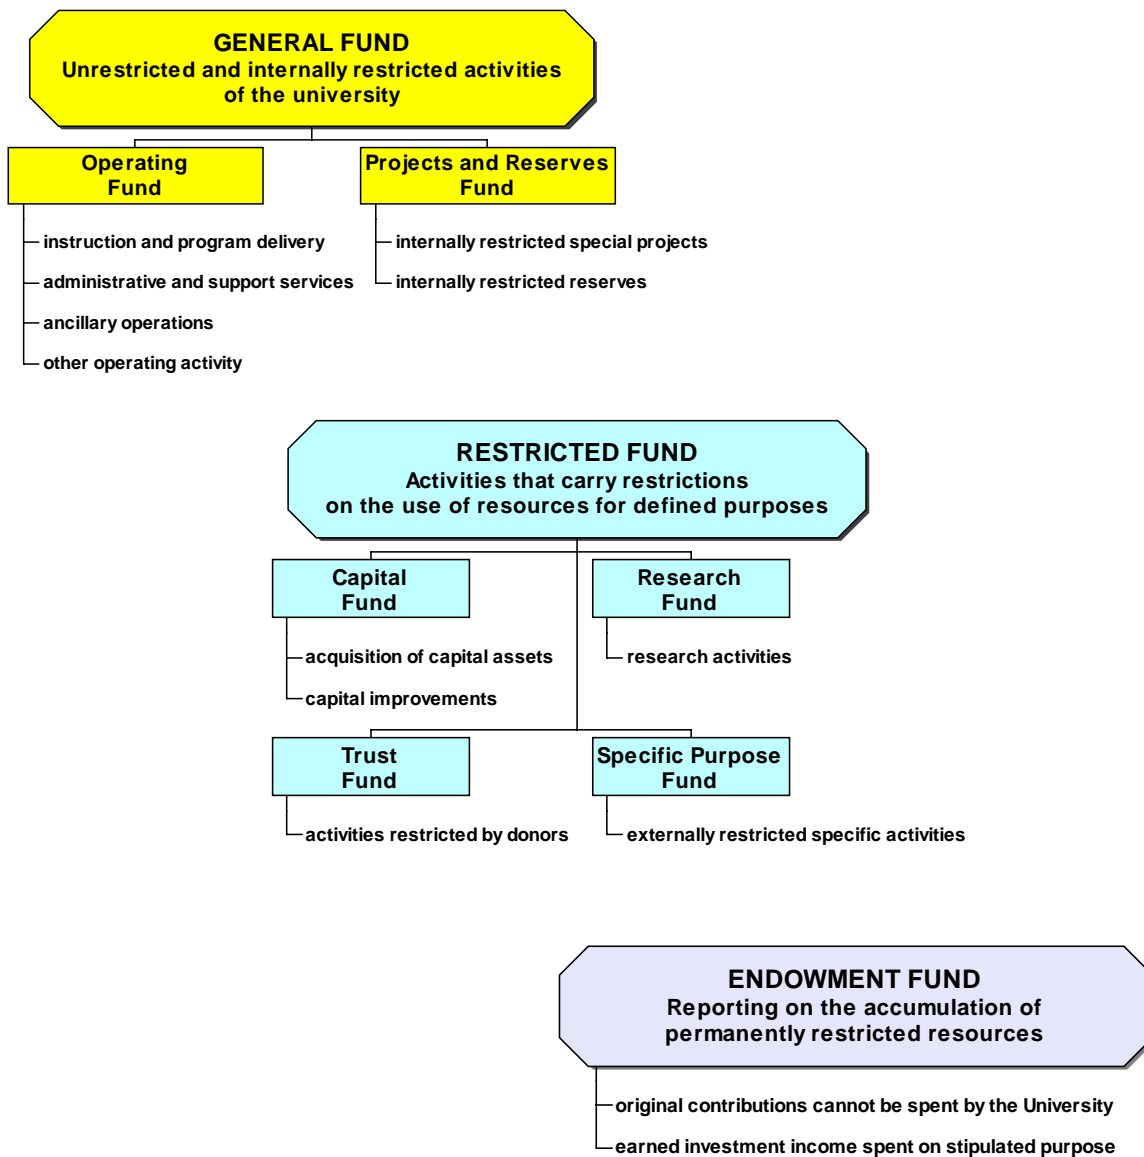 GENERAL FUND
Unrestricted and internally restricted activities
of the university
Operating
Fund
Projects and Reserves
Fund
instruction and program delivery
administrative and support services
ancillary operations
other operating activity
internally restricted special projects
internally restricted reserves
RESTRICTED FUND
Activities that carry restrictions
on the use of resources for defined purposes
Capital
Fund
acquisition of capital assets
capital improvements
Research
Fund
research activities
Trust
Fund
activities restricted by donors
Specific Purpose
Fund
externally restricted specific activities
ENDOWMENT FUND
Reporting on the accumulation of
permanently restricted resources
original contributions cannot be spent by the University
earned investment income spent on stipulated purpose